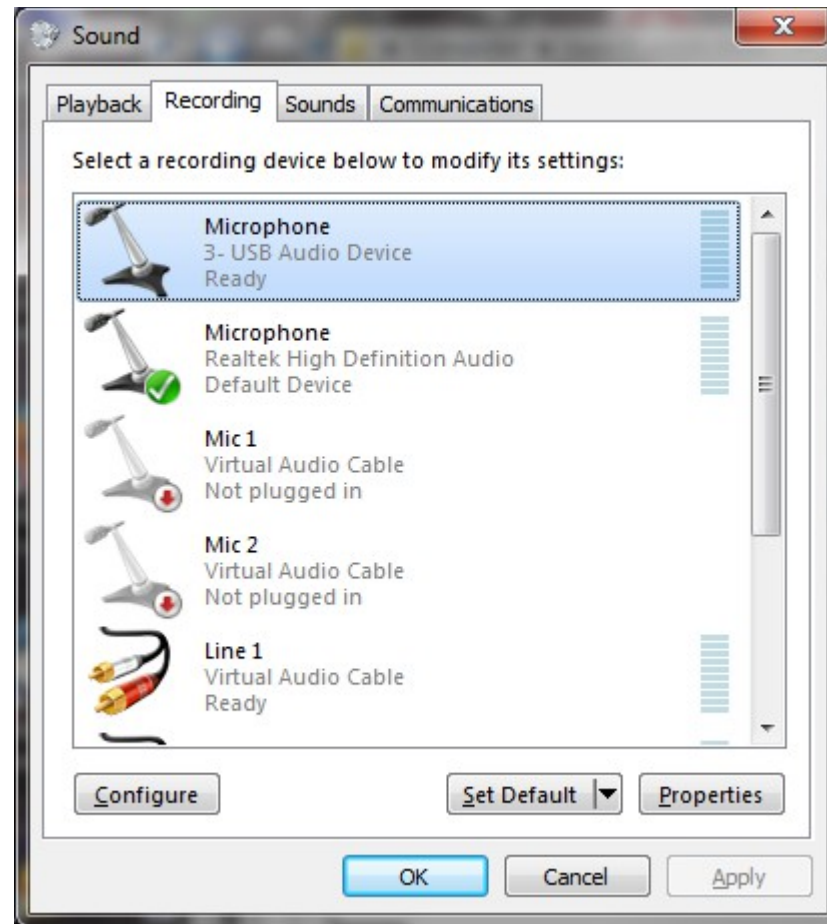 Sound
Playback Recording Sounds Communications
Select a recording device below to modify its settings:
Microphone
3- USB Audio Device
Ready
Microphone
Realtek High Definition Audio
Default Device
Mic 1
Virtual Audio Cable
Not plugged in
Mic 2
Virtual Audio Cable
Not plugged in
Line 1
Virtual Audio Cable
Ready
Configure Set Default Properties
OK Cancel Apply